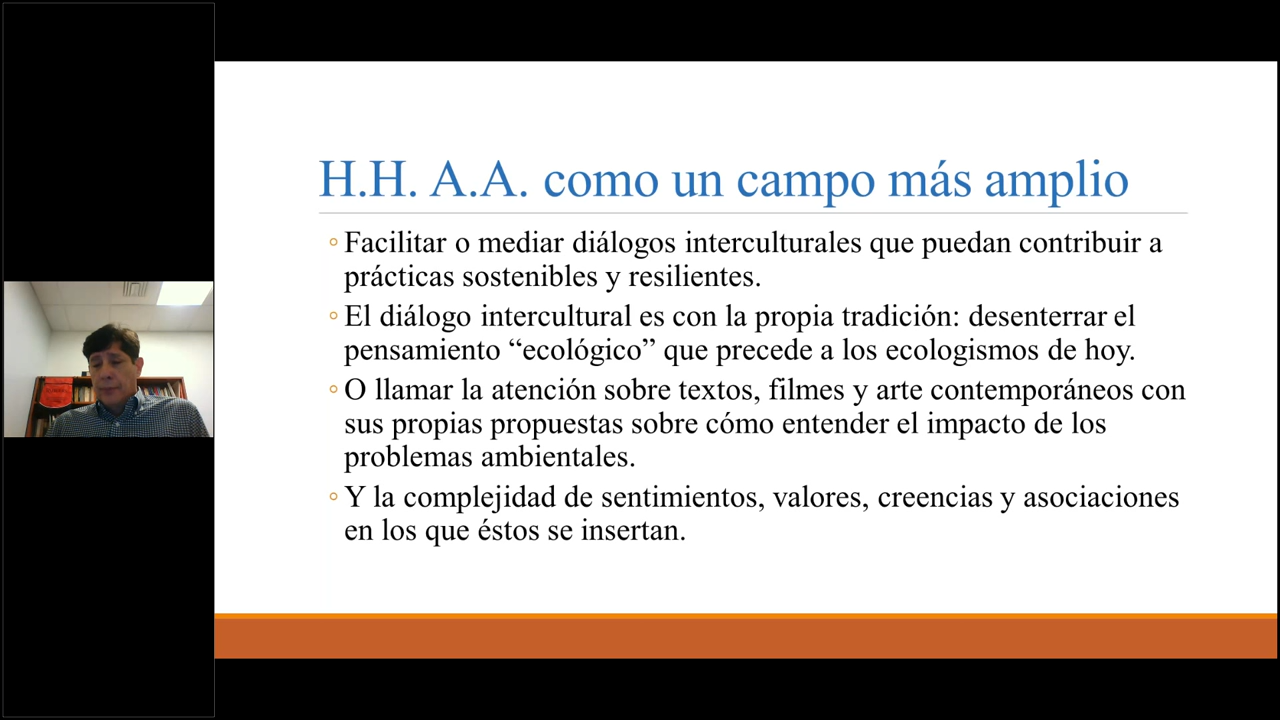 H.H. A.A. como un campo más amplio
Facilitar o mediar diálogos interculturales que puedan contribuir a
prácticas sostenibles y resilientes.
El diálogo intercultural es con la propia tradición: desenterrar el
pensamiento “ecológico” que precede a los ecologismos de hoy.
O llamar la atención sobre textos, filmes y arte contemporáneos con
sus propias propuestas sobre cómo entender el impacto de los
problemas ambientales.
Y la complejidad de sentimientos, valores, creencias y asociaciones
en los que éstos se insertan.